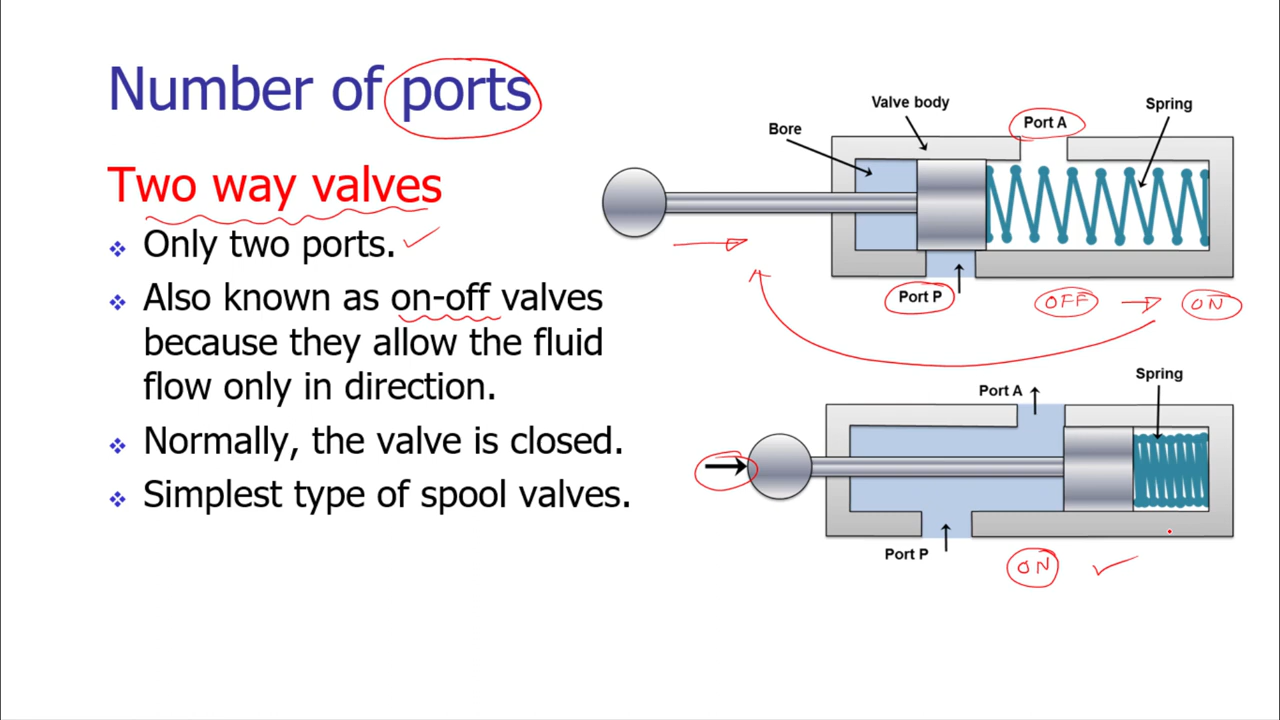 Number of ports
Two way valves
Only two ports.
Also known as on-off valves
because they allow the fluid
flow only in direction.
Normally, the valve is closed.
Simplest type of spool valves.
Valve body
Port A
Spring
Bore
Port P
OFF → ON
Spring
Port A
Port P
ON